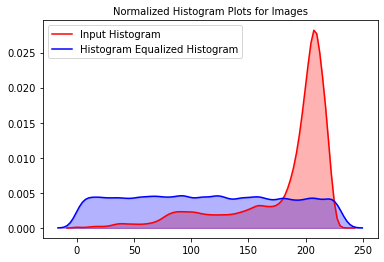 Normalized Histogram Plots for Images
Input Histogram
Histogram Equalized Histogram
0.025
0.020
0.015
0.010
0.005
0.000
0 50 100 150 200 250